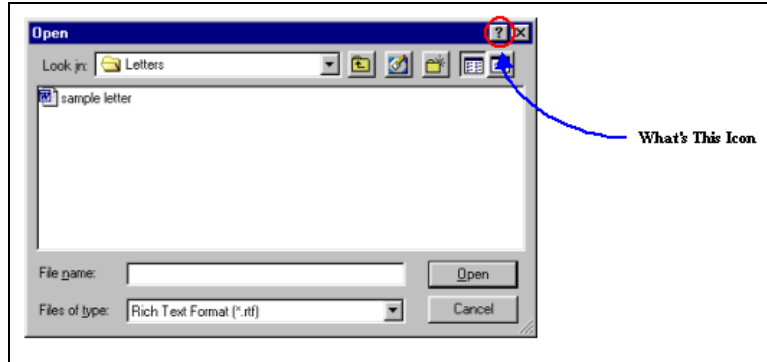 Open
Look in: Letters
sample letter
What's This Icon
File name: Open
Files of type: Rich Text Format (*.rtf) Cancel